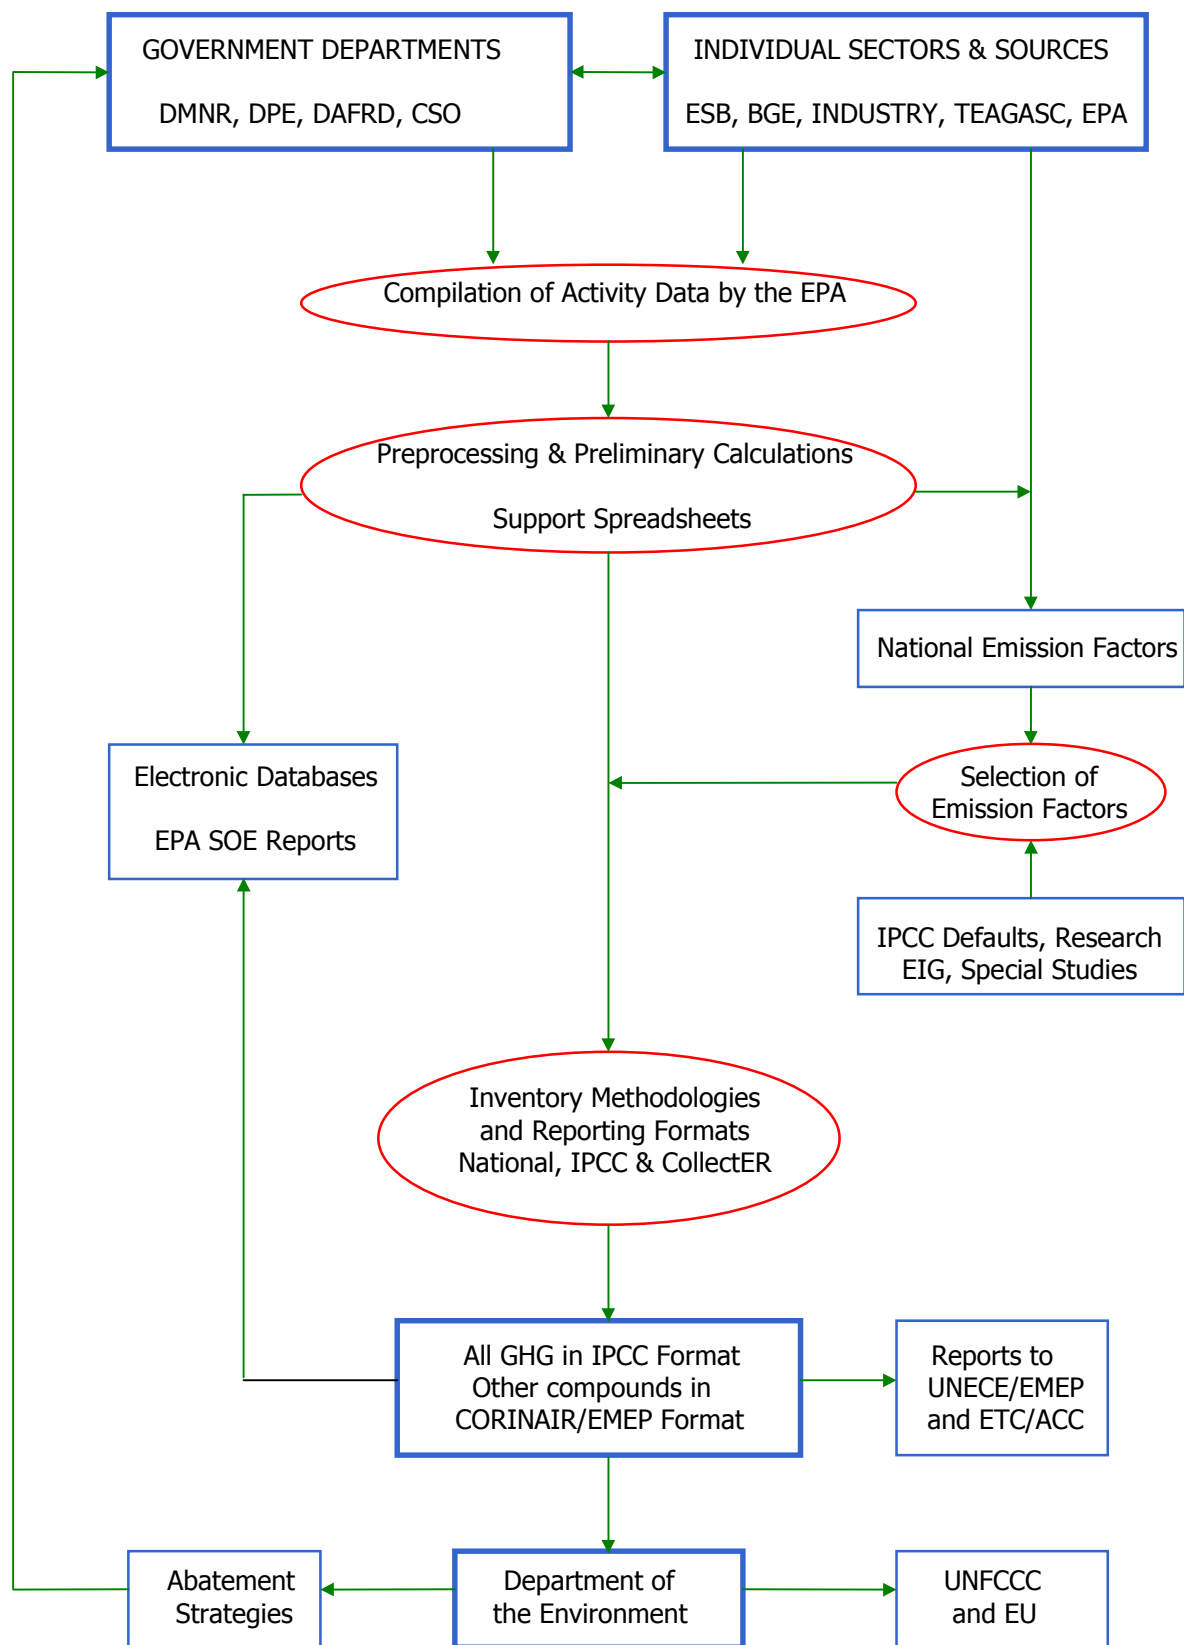 GOVERNMENT DEPARTMENTS
DMNR, DPE, DAFRD, CSO
INDIVIDUAL SECTORS & SOURCES
ESB, BGE, INDUSTRY, TEAGASC, EPA
Compilation of Activity Data by the EPA
Preprocessing & Preliminary Calculations
Support Spreadsheets
National Emission Factors
Electronic Databases
EPA SOE Reports
Selection of
Emission Factors
IPCC Defaults, Research
EIG, Special Studies
Inventory Methodologies
and Reporting Formats
National, IPCC & CollectER
All GHG in IPCC Format
Other compounds in
CORINAIR/EMEP Format
Reports to
UNECE/EMEP
and ETC/ACC
Abatement
Strategies
Department of
the Environment
UNFCCC
and EU